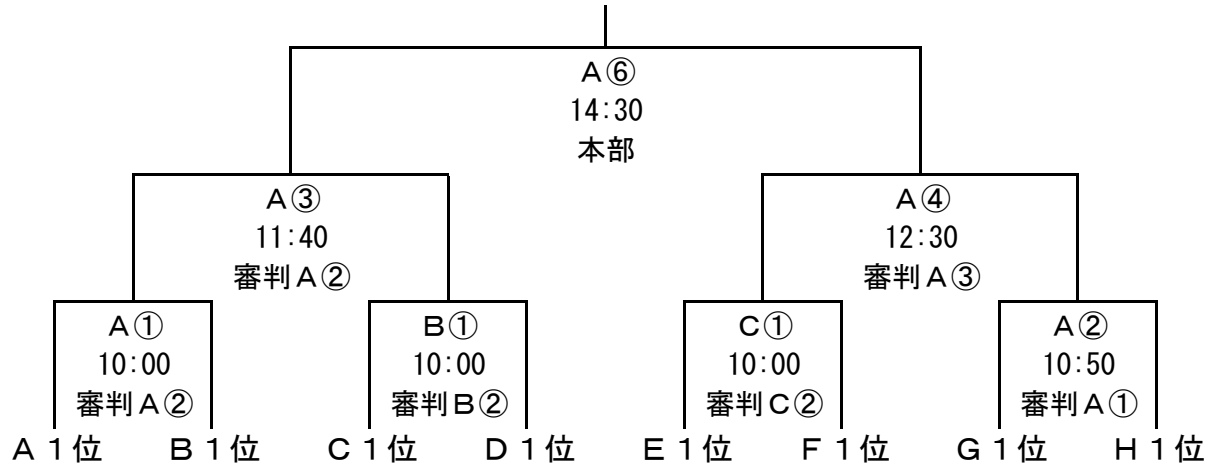 A⑥
14:30
本部
A③
11:40
審判A②
A④
12:30
審判A③
A①
10:00
審判A②
B①
10:00
審判B②
C①
10:00
審判C②
A②
10:50
審判A①
A1位 B1位 C1位 D1位 E1位 F1位 G1位 H1位